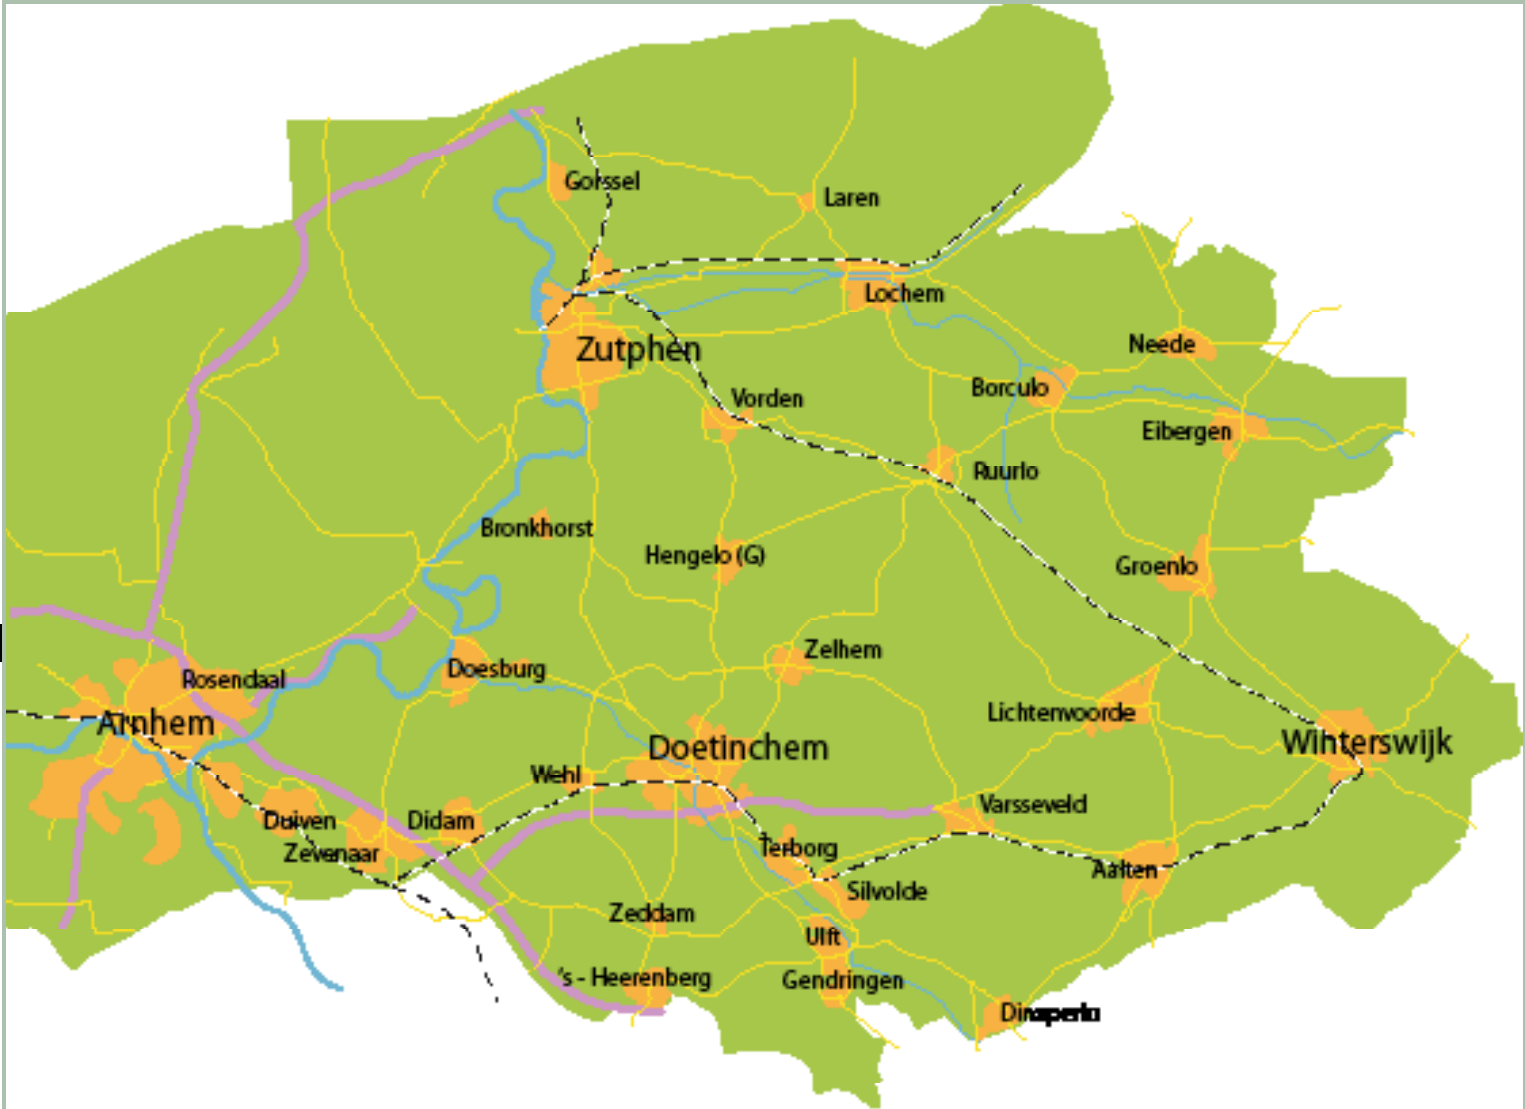 Gorssel
Laren
Lochem
Zutphen
Neede
Borculo
Vorden
Eibergen
Ruurlo
Bronkhorst
Hengelo (G)
Groenlo
Zelhem
Doesburg
Rosendaal
Lichtenvoorde
Arnhem
Doetinchem
Winterswijk
Wehl
Varsseveld
Duiven
Didam
Terborg
Zevenaar
Aalten
Silvolde
Zeddam
Ulft
's - Heerenberg
Gendringen
Dinxperlo